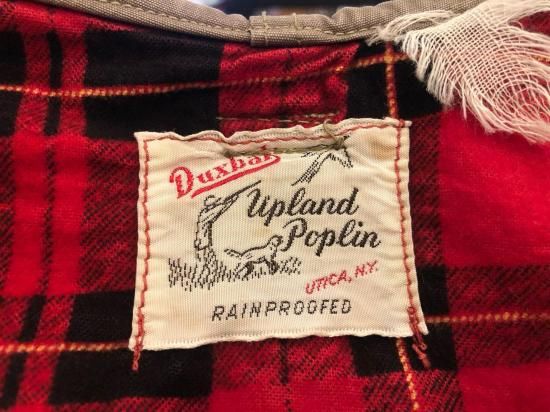 Duxbak
Upland
Poplin
UTICA, N.Y.
RAINPROOFED